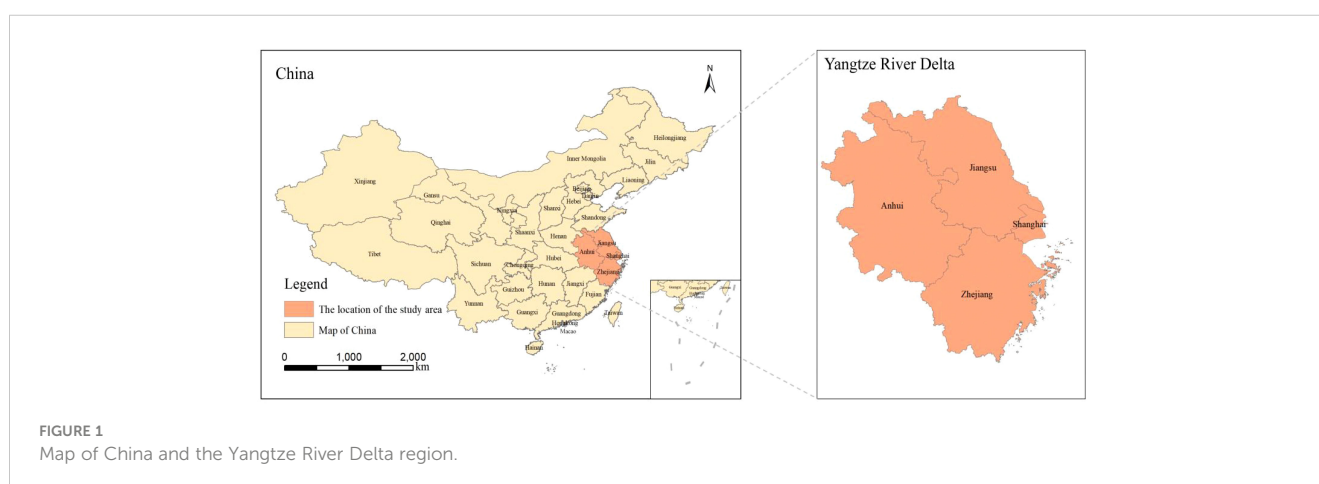 China
N
Heilongjiang
Inner Mongolia
Jilin
Liaoning
Xinjiang
Gansu
Beijing
Tianjin
Hebei
Shanxi
Ningxia
Qinghai
Shandong
Shaanxi
Henan
Jiangsu
Anhui
Shanghai
Tibet
Sichuan
Chongqing
Hubei
Zhejiang
Hunan
Jiangxi
Guizhou
Fujian
Yunnan
Guangxi
Guangdong
Taiwan
Hongkong
Macao
Hainan
Legend
The location of the study area
Map of China
0 1,000 2,000
km
Yangtze River Delta
Jiangsu
Anhui
Shanghai
Zhejiang
FIGURE 1
Map of China and the Yangtze River Delta region.